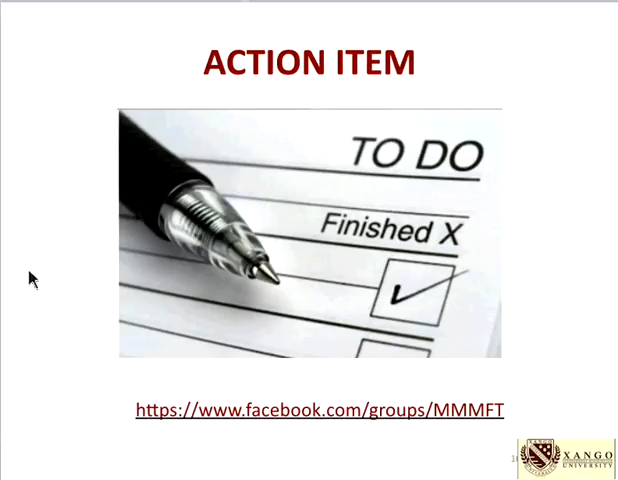 ACTION ITEM
TO DO
Finished X
https://www.facebook.com/groups/MMMFT
XANGO
UNIVERSITY